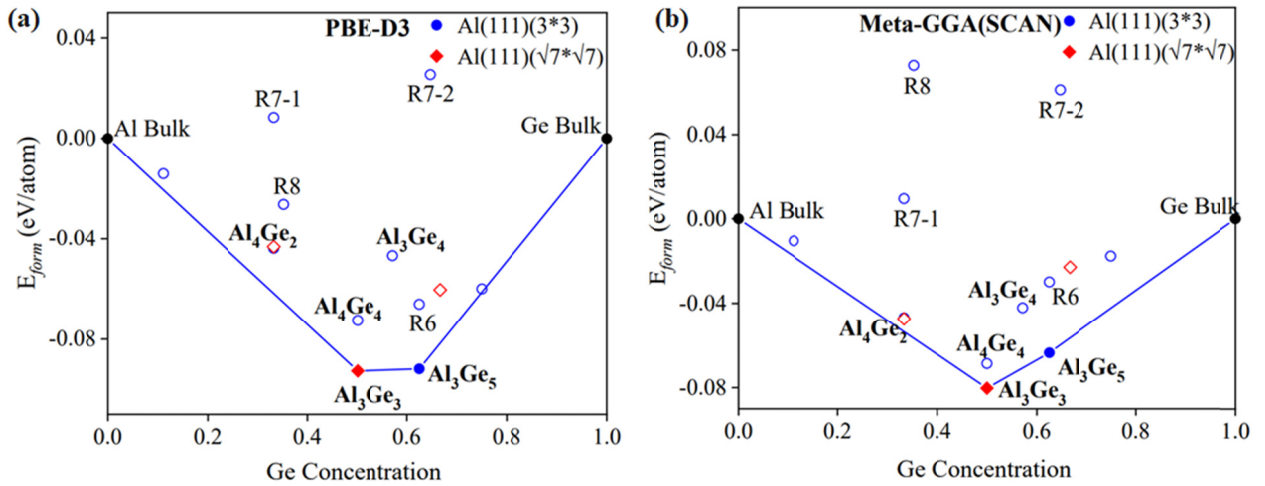 (a)
PBE-D3
Al(111)(3*3)
Al(111)(√7*√7)
0.04
0.00
-0.04
-0.08
E_form (eV/atom)
R7-1
R7-2
Al Bulk
Ge Bulk
R8
Al₄Ge₂
Al₃Ge₄
Al₄Ge₄
R6
Al₃Ge₃
Al₃Ge₅
0.0 0.2 0.4 0.6 0.8 1.0
Ge Concentration
(b)
Meta-GGA(SCAN)
Al(111)(3*3)
Al(111)(√7*√7)
0.08
0.04
0.00
-0.04
-0.08
E_form (eV/atom)
R8
R7-2
Al Bulk
R7-1
Ge Bulk
Al₃Ge₄
R6
Al₄Ge₂
Al₄Ge₄
Al₃Ge₅
Al₃Ge₃
0.0 0.2 0.4 0.6 0.8 1.0
Ge Concentration